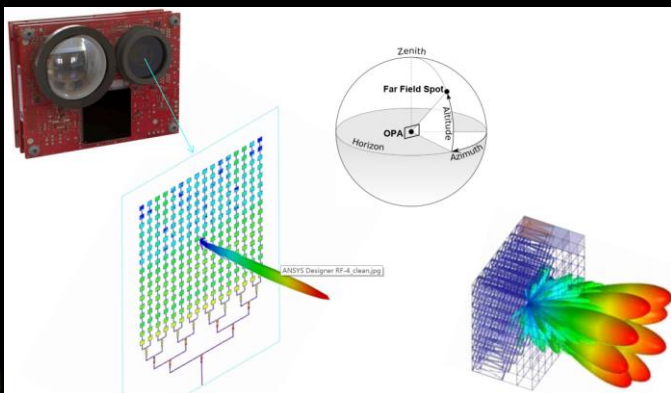 Zenith
Far Field Spot
Altitude
OPA
Horizon
Azimuth
ANSYS Designer RF-4_clean.jpg